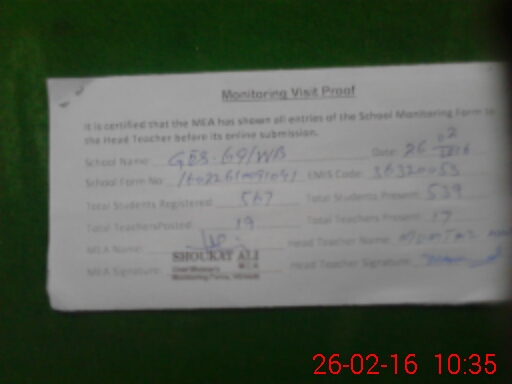 Monitoring Visit Proof
It is certified that the MEA has shown all entries of the School Monitoring Form to
the Head Teacher before its online submission.
School Name: GES-69/WB Date: 26
School Form No EMIS Code: 36320055
Total Students Registered 567 Total Students Present: 539
Total Teachers Posted: 19 Total Teachers Present: 17
MEA Name: Head Teacher Name: MUMTAZ
SHOUKAT ALI
MEA Signature: M.E.A Head Teacher Signature:
26-02-16 10:35